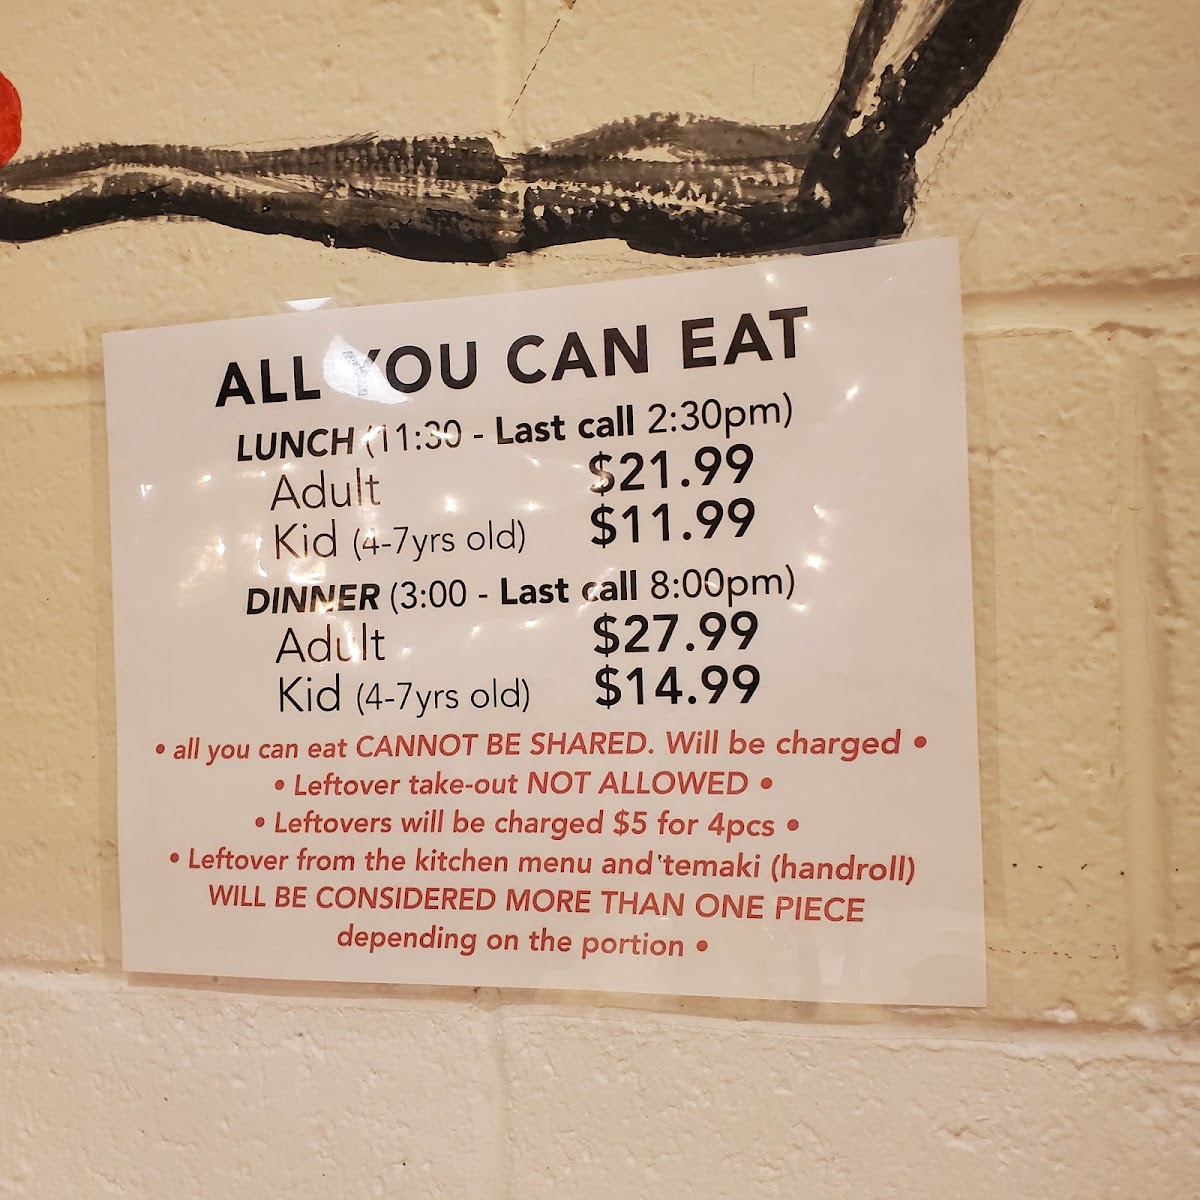 ALL YOU CAN EAT
LUNCH (11:30 - Last call 2:30pm)
Adult $21.99
Kid (4-7yrs old) $11.99
DINNER (3:00 - Last call 8:00pm)
Adult $27.99
Kid (4-7yrs old) $14.99
• all you can eat CANNOT BE SHARED. Will be charged •
• Leftover take-out NOT ALLOWED •
• Leftovers will be charged $5 for 4pcs •
• Leftover from the kitchen menu and temaki (handroll)
WILL BE CONSIDERED MORE THAN ONE PIECE
depending on the portion •